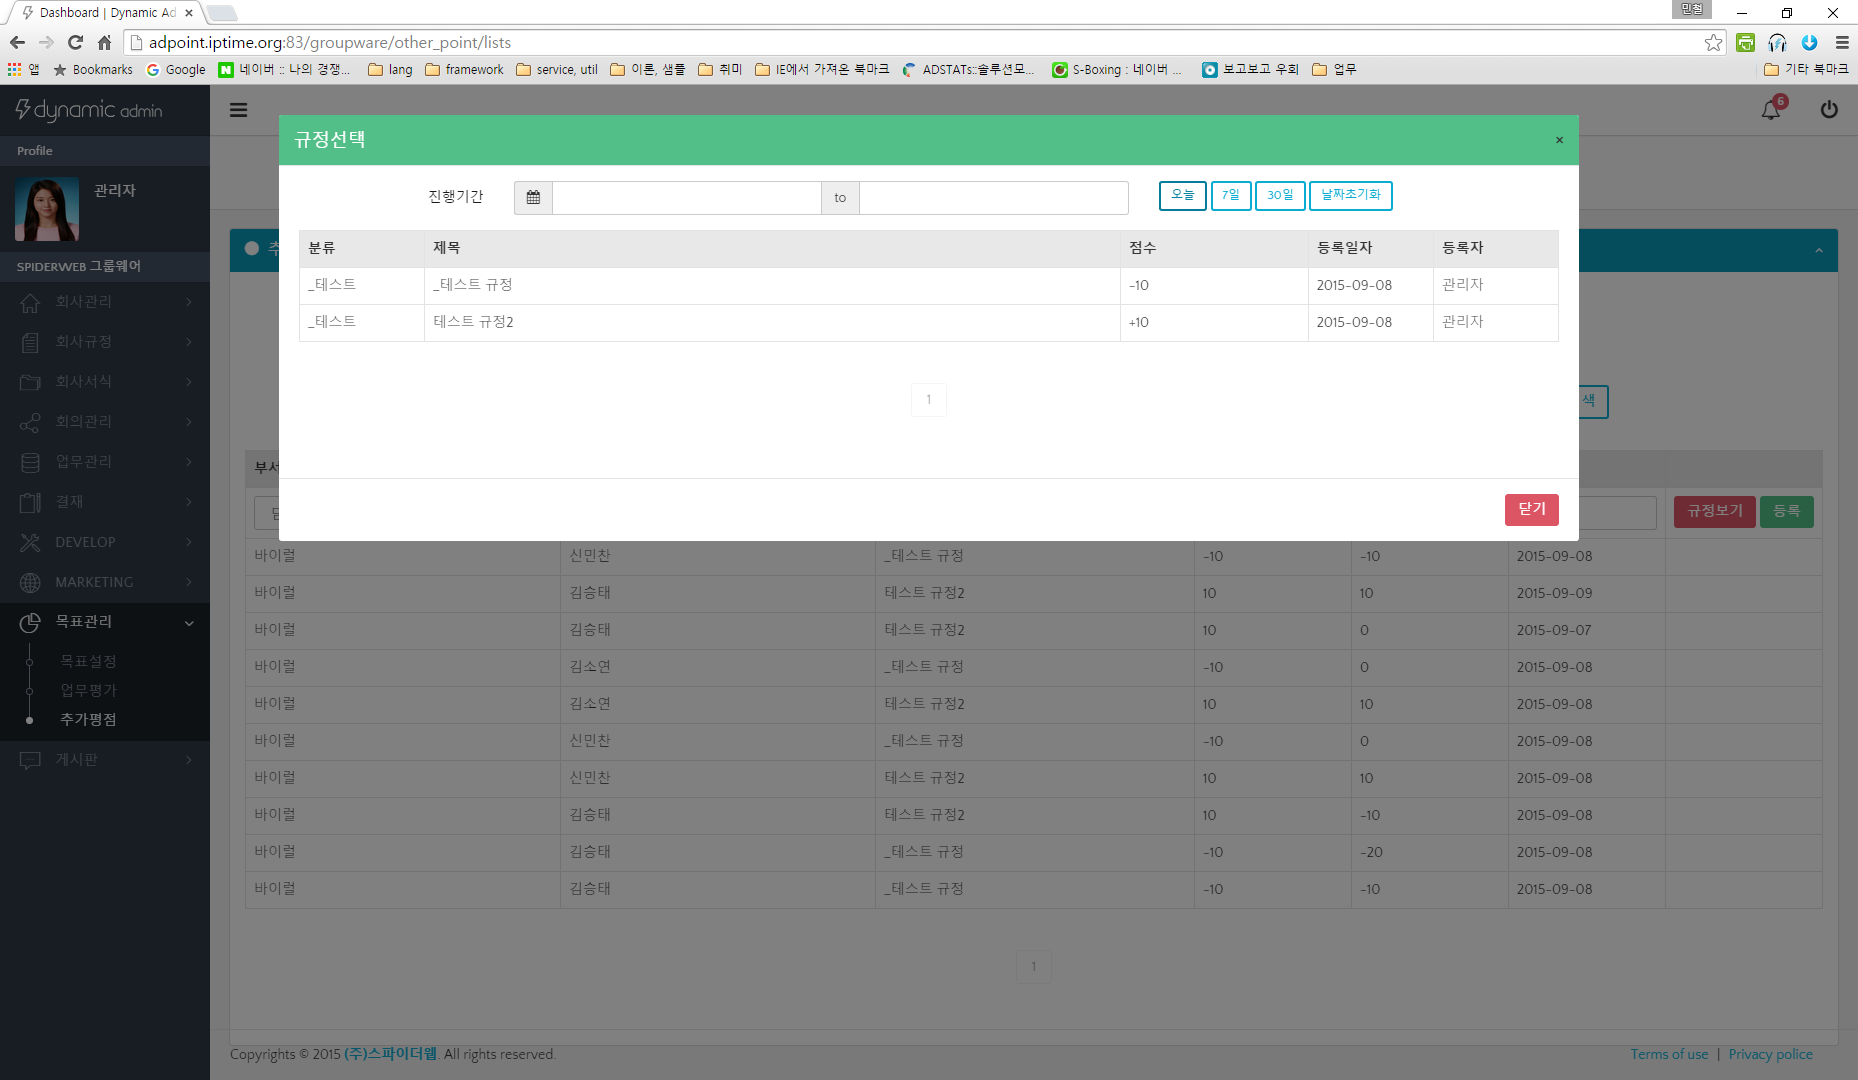 Dashboard | Dynamic Ad
민철
adpoint.iptime.org:83/groupware/other_point/lists
앱 Bookmarks Google 네이버 :: 나의 경쟁... lang framework service, util 이론, 샘플 취미 IE에서 가져온 북마크 ADSTATs::솔루션모... S-Boxing : 네이버 ... 보고보고 우회 업무 기타 북마크
dynamic admin
6
Profile
관리자
SPIDERWEB 그룹웨어
회사관리
회사규정
회사서식
회의관리
업무관리
결재
DEVELOP
MARKETING
목표관리
목표설정
업무평가
추가평점
게시판
규정선택 ×
진행기간 to 오늘 7일 30일 날짜초기화
분류 제목 점수 등록일자 등록자
_테스트 _테스트 규정 -10 2015-09-08 관리자
_테스트 테스트 규정2 +10 2015-09-08 관리자
1
닫기
색
부서
규정보기 등록
바이럴 신민찬 _테스트 규정 -10 -10 2015-09-08
바이럴 김승태 테스트 규정2 10 10 2015-09-09
바이럴 김승태 테스트 규정2 10 0 2015-09-07
바이럴 김소연 _테스트 규정 -10 0 2015-09-08
바이럴 김소연 테스트 규정2 10 10 2015-09-08
바이럴 신민찬 _테스트 규정 -10 0 2015-09-08
바이럴 신민찬 테스트 규정2 10 10 2015-09-08
바이럴 김승태 테스트 규정2 10 -10 2015-09-08
바이럴 김승태 _테스트 규정 -10 -20 2015-09-08
바이럴 김승태 _테스트 규정 -10 -10 2015-09-08
1
Copyrights © 2015 (주)스파이더웹. All rights reserved.
Terms of use | Privacy police